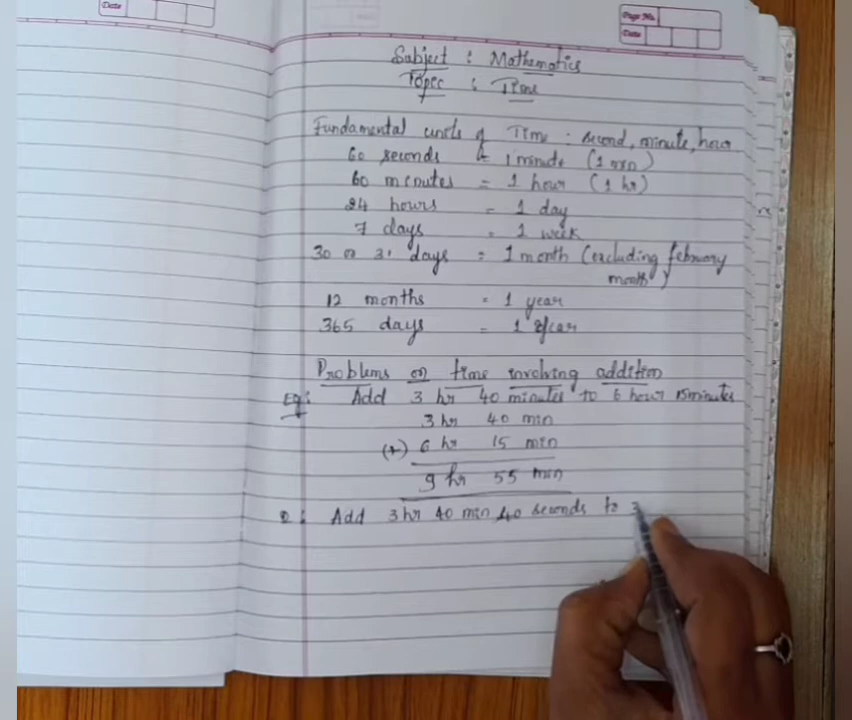 Date
Page No.
Date
Subject : Mathematics
Topic : Time
Fundamental units of Time : second, minute, hour
60 seconds = 1 minute (1 min)
60 minutes = 1 hour (1 hr)
24 hours = 1 day
7 days = 1 week
30 or 31 days = 1 month (excluding february
month)
12 months = 1 year
365 days = 1 year
Problems on time involving addition
Eg: Add 3 hr 40 minutes to 6 hour 15 minutes
3 hr 40 min
(+) 6 hr 15 min
9 hr 55 min
2: Add 3 hr 40 min 40 seconds to 3